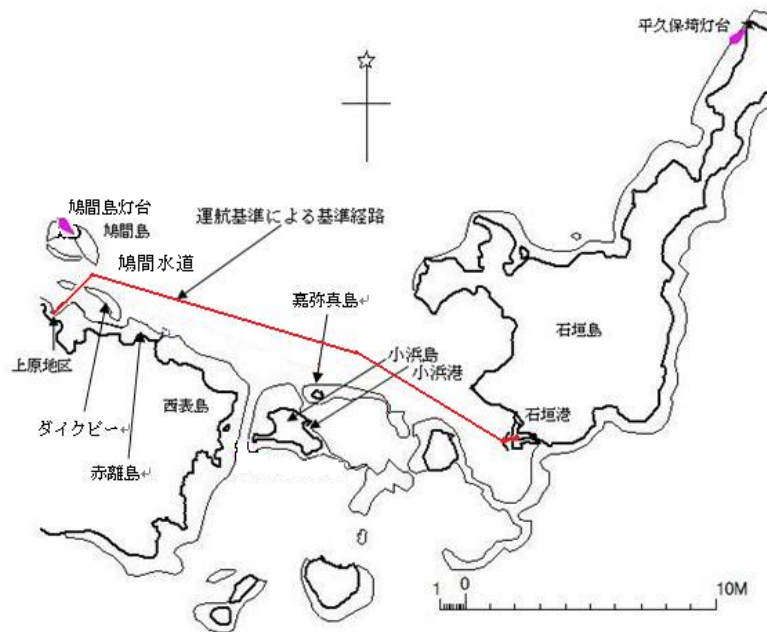 平久保埼灯台
鳩間島灯台
鳩間島
運航基準による基準経路
鳩間水道
嘉弥真島
小浜島
小浜港
石垣島
上原地区
西表島
石垣港
ダイクビー
赤離島
1 0 10M